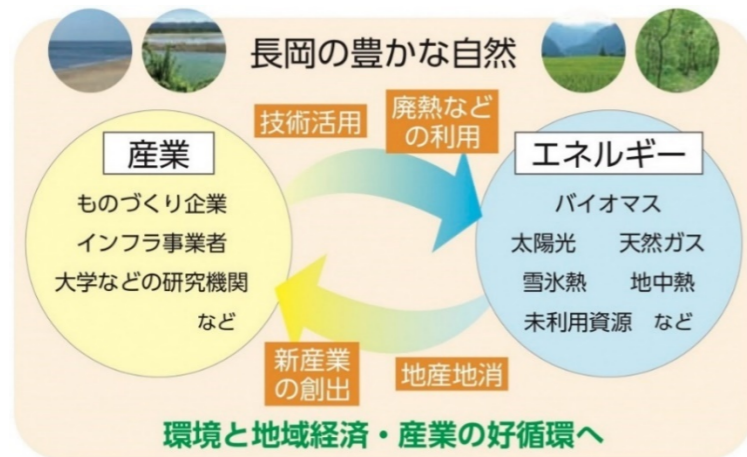 長岡の豊かな自然
技術活用
廃熱など
の利用
産業
ものづくり企業
インフラ事業者
大学などの研究機関
など
エネルギー
バイオマス
太陽光 天然ガス
雪氷熱 地中熱
未利用資源 など
新産業
の創出
地産地消
環境と地域経済・産業の好循環へ